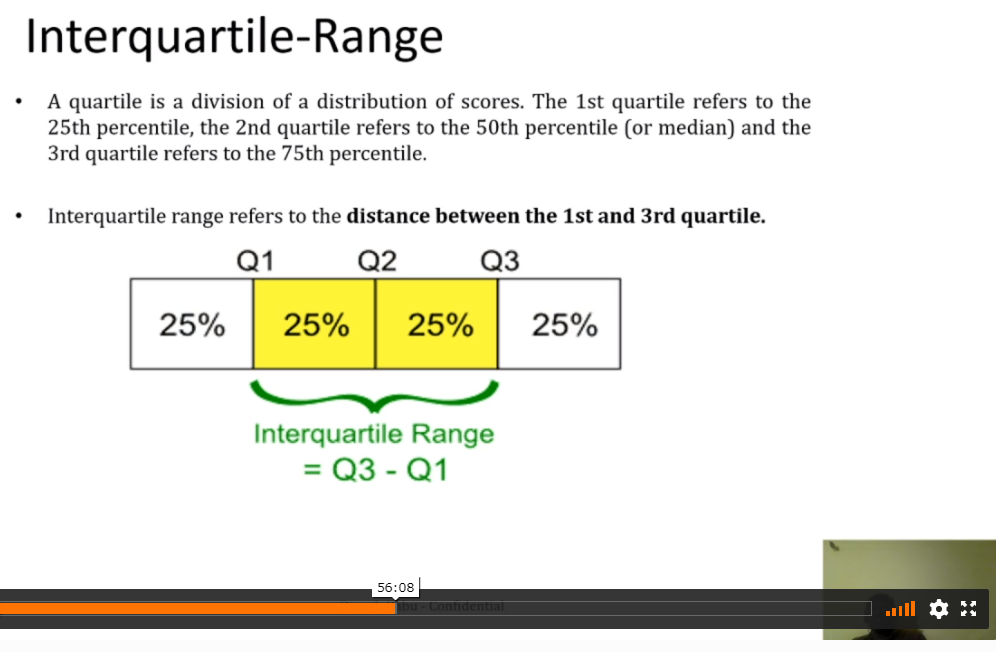 Interquartile-Range
• A quartile is a division of a distribution of scores. The 1st quartile refers to the
25th percentile, the 2nd quartile refers to the 50th percentile (or median) and the
3rd quartile refers to the 75th percentile.
• Interquartile range refers to the distance between the 1st and 3rd quartile.
Q1 Q2 Q3
25% 25% 25% 25%
Interquartile Range
= Q3 - Q1
56:08
- Confidential